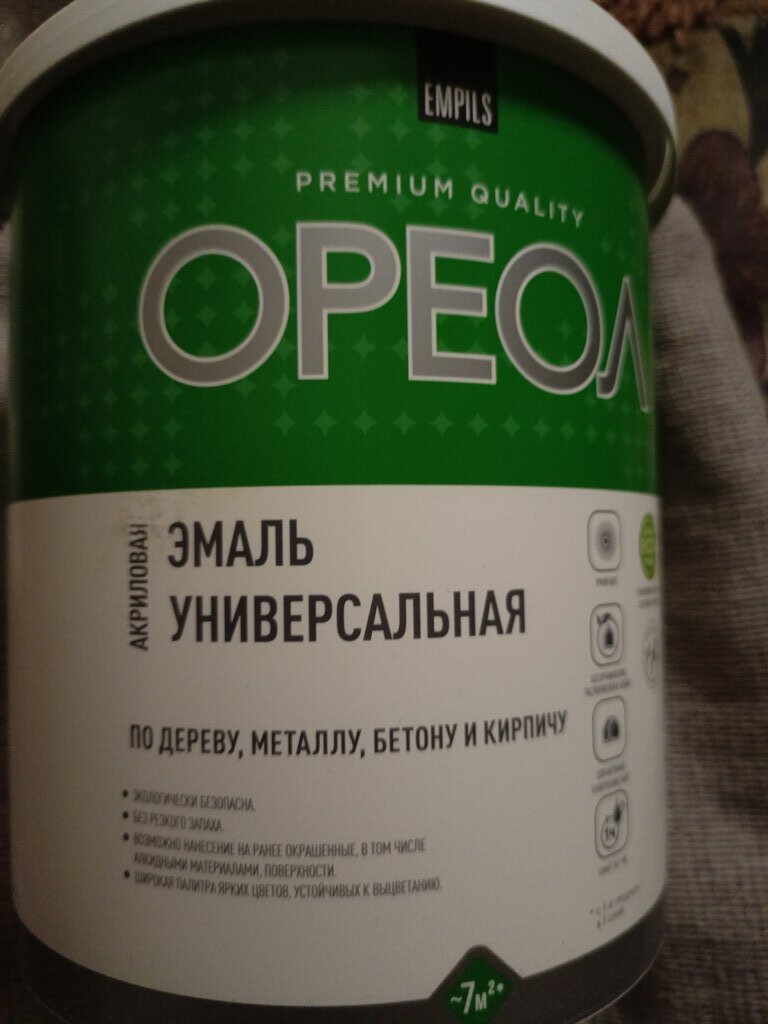 EMPILS
PREMIUM QUALITY
ОРЕОЛ
АКРИЛОВАЯ
ЭМАЛЬ
УНИВЕРСАЛЬНАЯ
ПО ДЕРЕВУ, МЕТАЛЛУ, БЕТОНУ И КИРПИЧУ
• ЭКОЛОГИЧЕСКИ БЕЗОПАСНА.
• БЕЗ РЕЗКОГО ЗАПАХА.
• ВОЗМОЖНО НАНЕСЕНИЕ НА РАНЕЕ ОКРАШЕННЫЕ, В ТОМ ЧИСЛЕ
АЛКИДНЫМИ МАТЕРИАЛАМИ, ПОВЕРХНОСТИ.
• ШИРОКАЯ ПАЛИТРА ЯРКИХ ЦВЕТОВ, УСТОЙЧИВЫХ К ВЫЦВЕТАНИЮ.
~7м²*